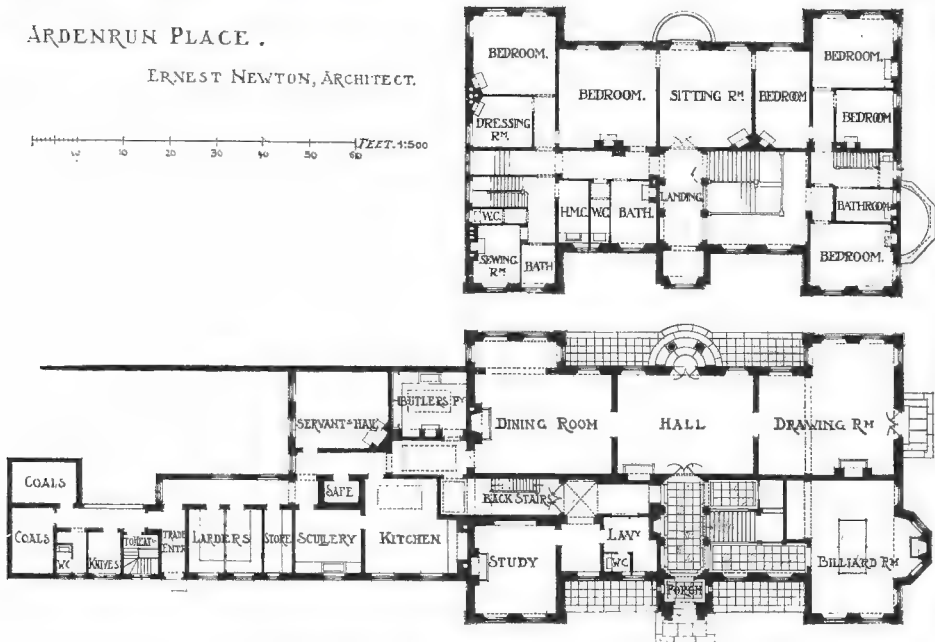 ARDENRUN PLACE.
ERNEST NEWTON, ARCHITECT.
10 20 30 40 50 60 FEET. 1:500
BEDROOM.
BEDROOM.
SITTING RM
BEDROOM
BEDROOM.
DRESSING RM.
BEDROOM
W.C.
H.M.C.
W.C.
BATH.
LANDING
BATHROOM
SEWING RM
BATH
BEDROOM.
SERVANTS HALL
BUTLERS PY
DINING ROOM
HALL
DRAWING RM
COALS
SAFE
BACK STAIRS
COALS
WC
KNIVES
TRADE ENTR
LARDERS
STORE
SCULLERY
KITCHEN
STUDY
LAVY
W.C.
PORCH
BILLIARD RM